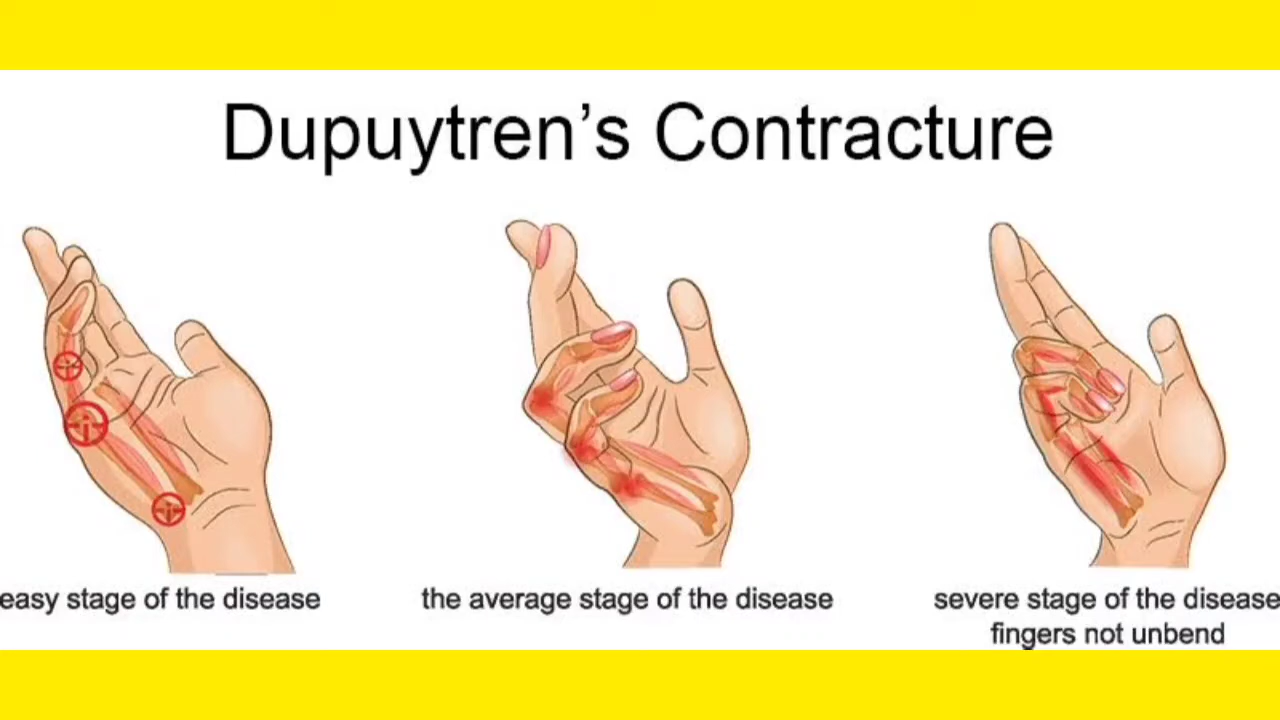 Dupuytren’s Contracture
easy stage of the disease
the average stage of the disease
severe stage of the disease
fingers not unbend